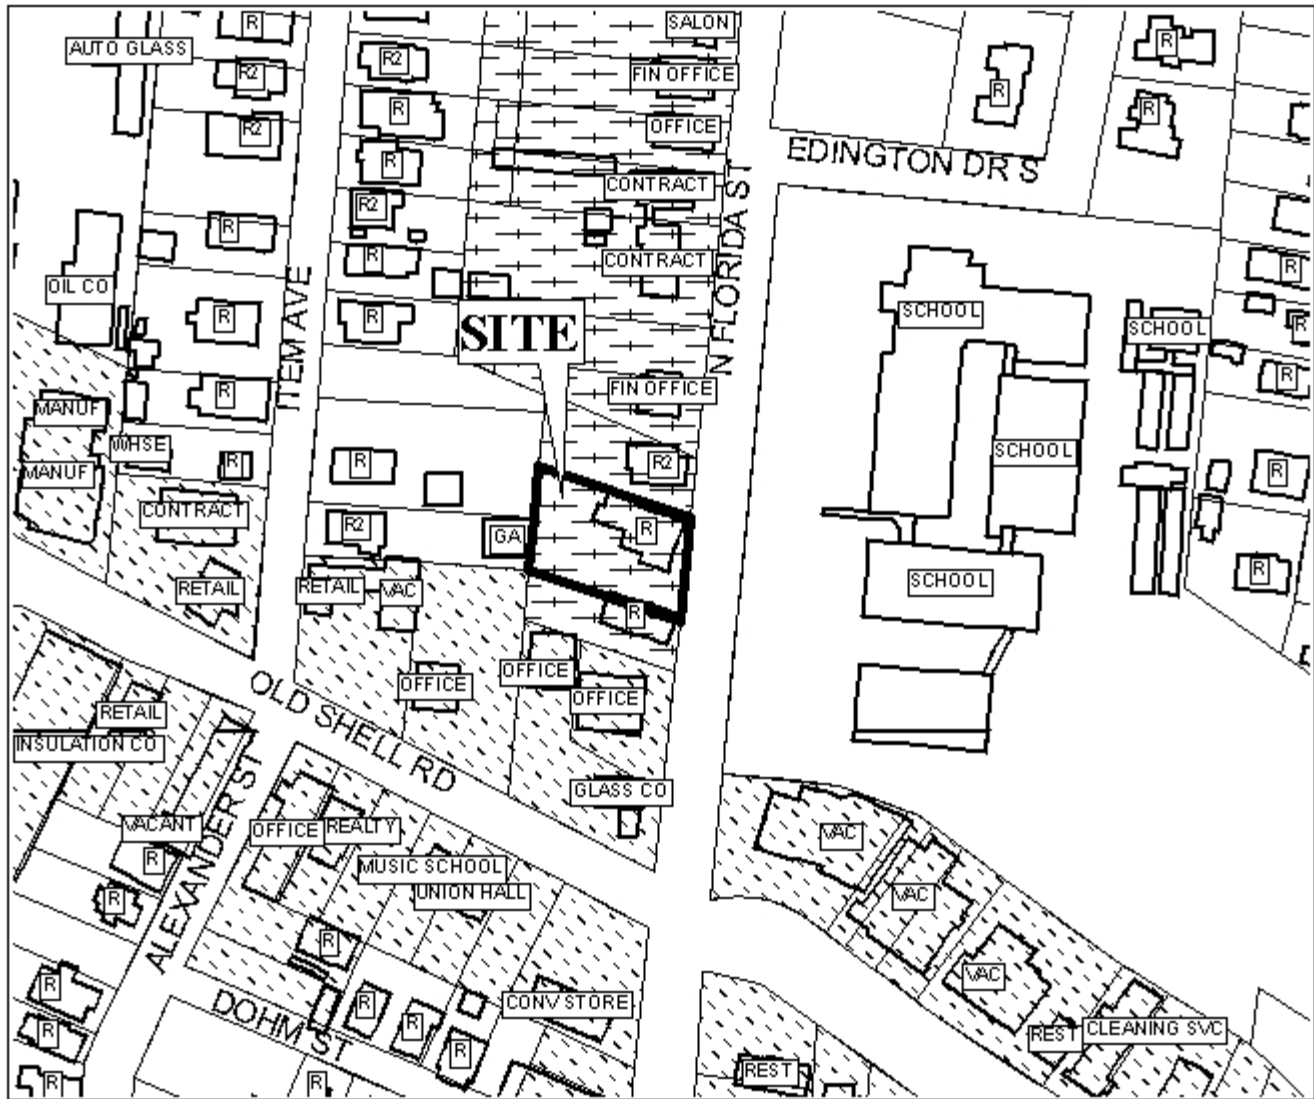 R
SALON
AUTO GLASS
R
R2
R2
FIN OFFICE
R
R
R
R
R2
OFFICE
R
EDINGTON DR S
CONTRACT
R2
R
R
CONTRACT
R
OIL CO
ITEM AVE
N FLORIDA ST
SCHOOL
R
R
SITE
SCHOOL
R
FIN OFFICE
R
R
MANUF
WHSE
R
R
R2
SCHOOL
R
MANUF
CONTRACT
R2
GA
R
RETAIL
RETAIL
VAC
SCHOOL
R
R
OFFICE
OFFICE
OFFICE
OLD SHELL RD
RETAIL
INSULATION CO
GLASS CO
ALEXANDER ST
VACANT
OFFICE
REALTY
VAC
R
MUSIC SCHOOL
UNION HALL
VAC
R
R
VAC
R
R
CONV STORE
DOHM ST
R
R
REST
CLEANING SVC
R
R
R
REST